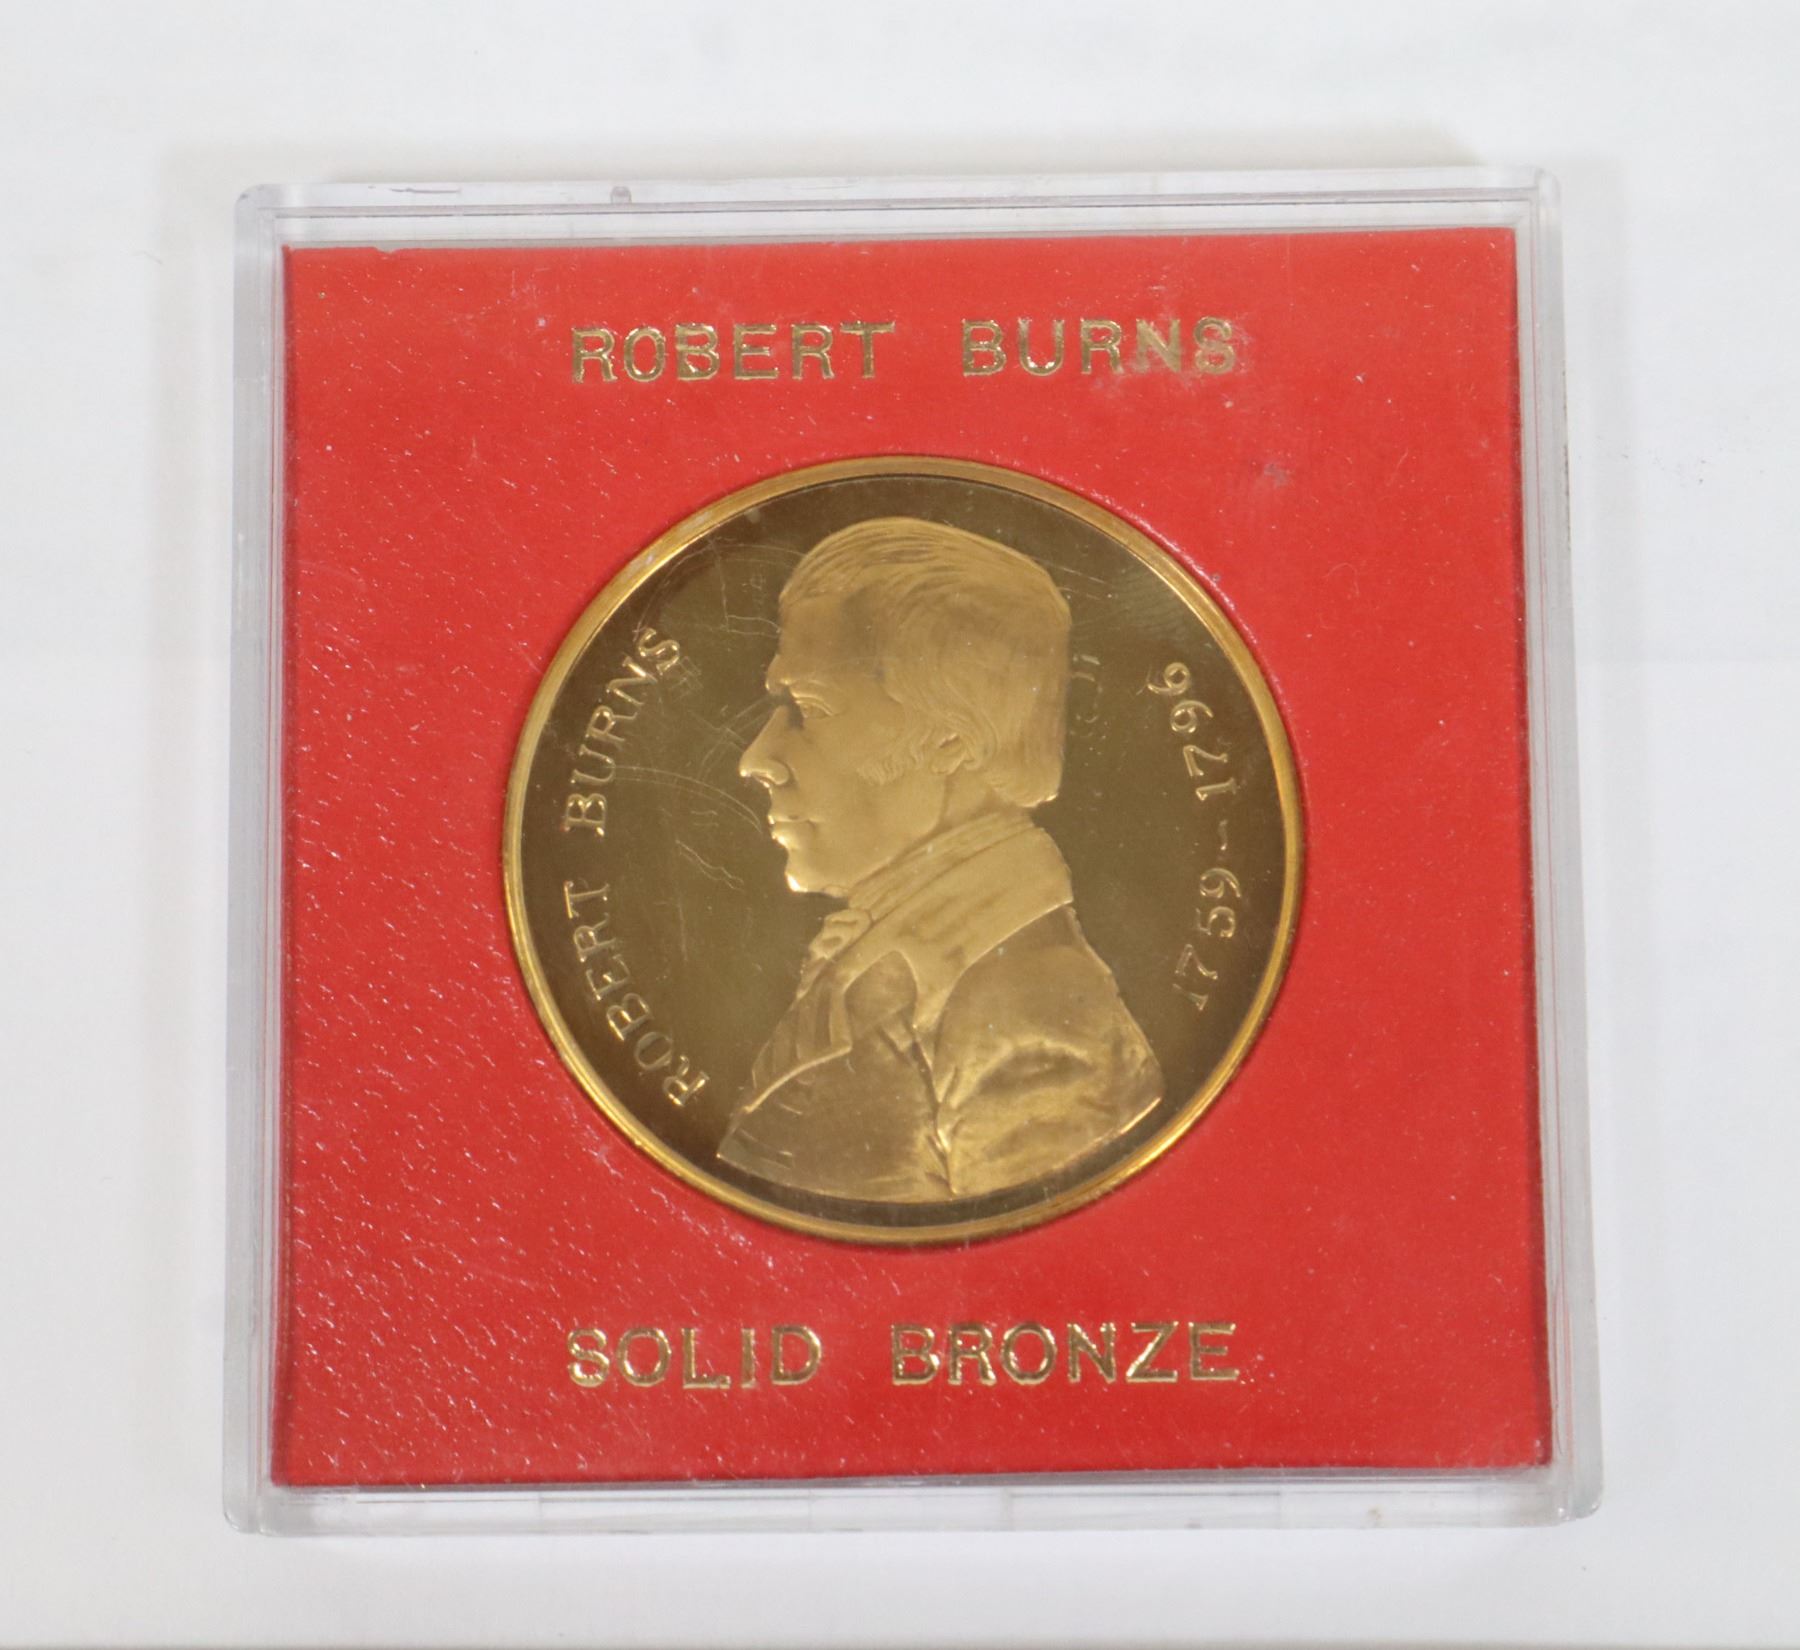 ROBERT BURNS
ROBERT BURNS
1759-1796
SOLID BRONZE